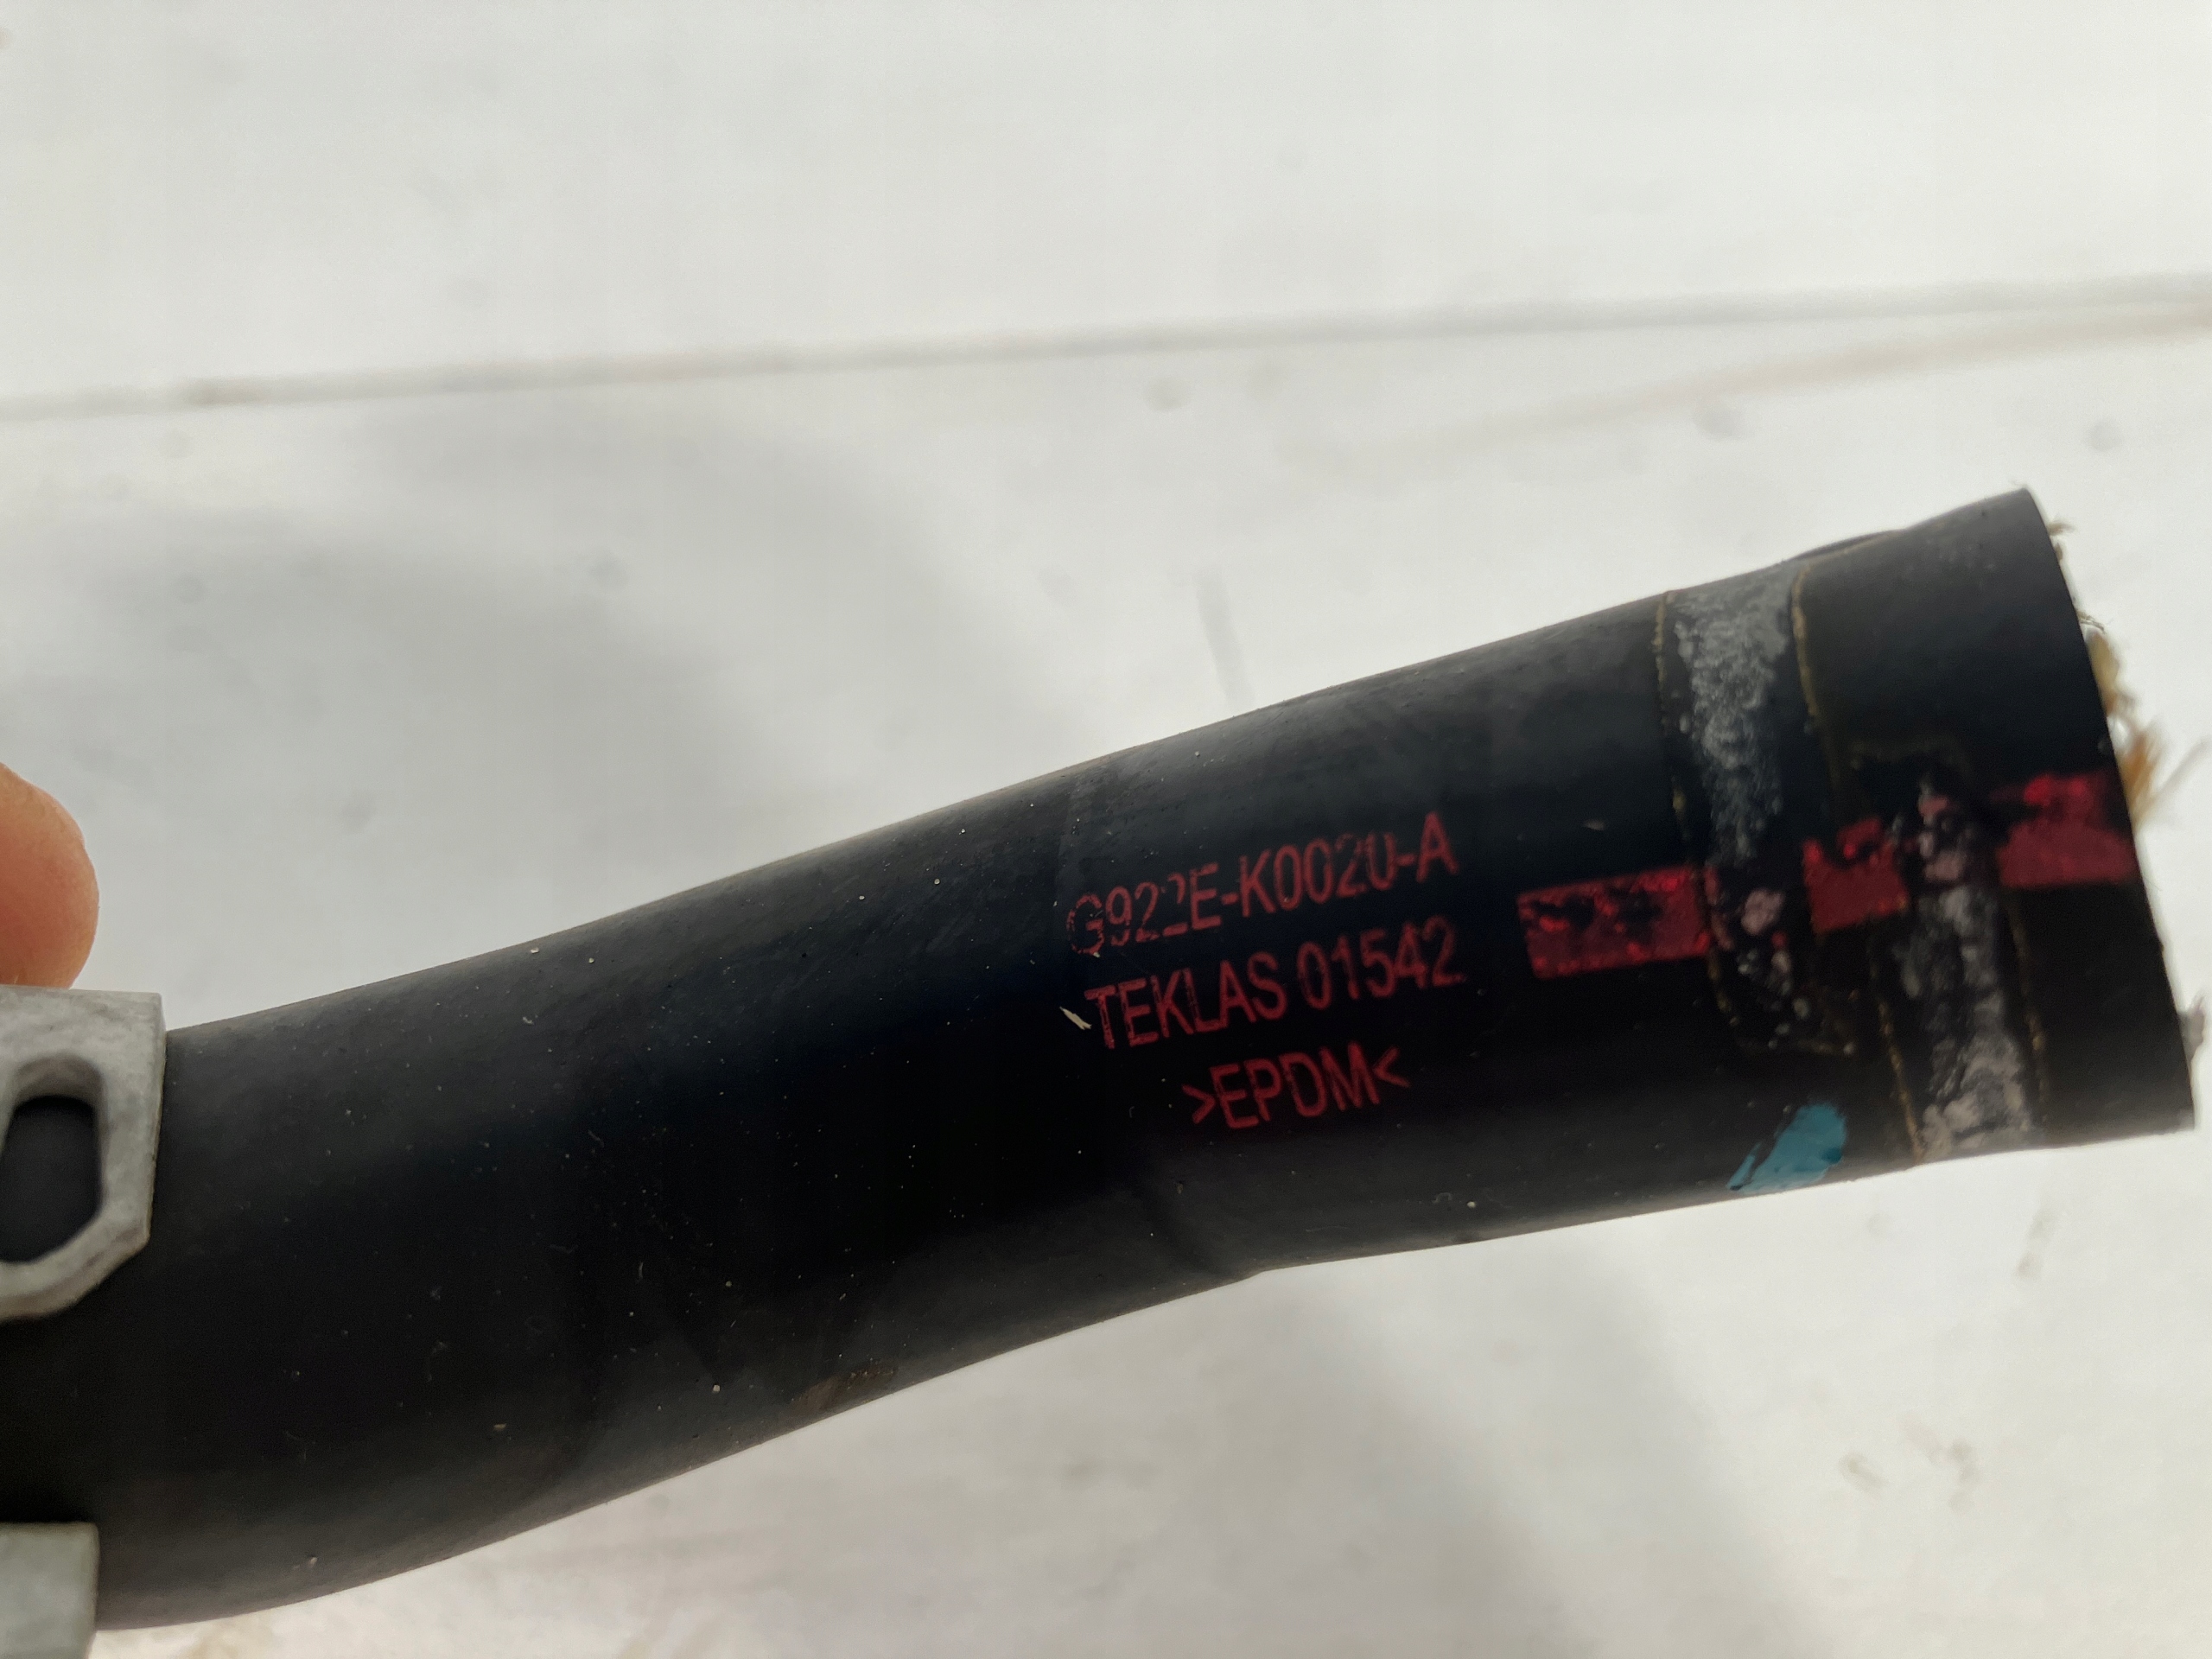 G922E-K0020-A
TEKLAS 01542
>EPDM<